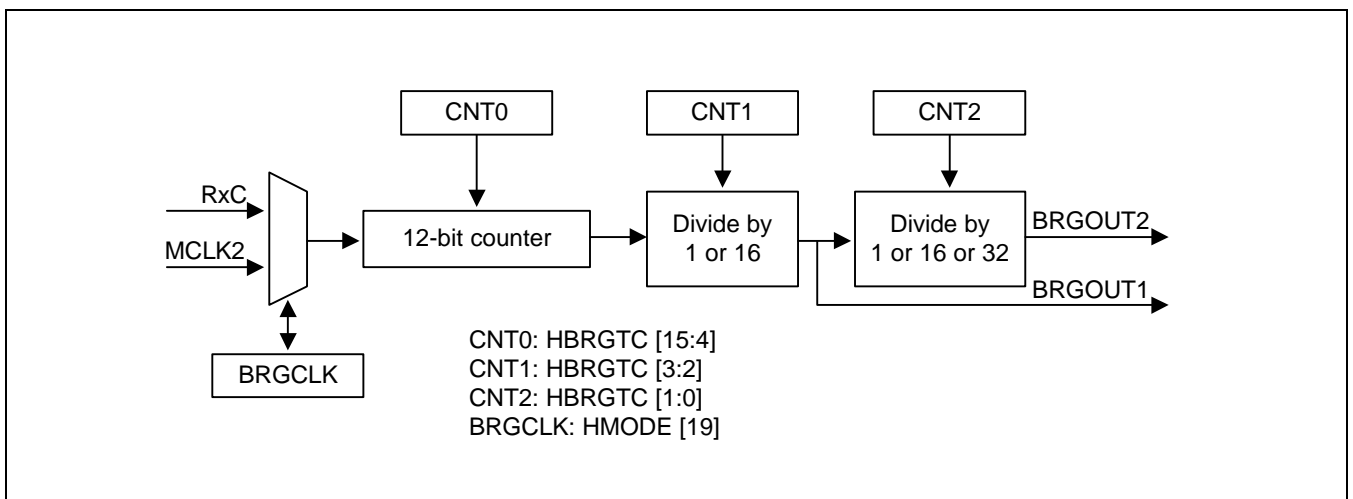 CNT0
CNT1
CNT2
RxC
MCLK2
12-bit counter
Divide by
1 or 16
Divide by
1 or 16 or 32
BRGOUT2
BRGOUT1
BRGCLK
CNT0: HBRGTC [15:4]
CNT1: HBRGTC [3:2]
CNT2: HBRGTC [1:0]
BRGCLK: HMODE [19]